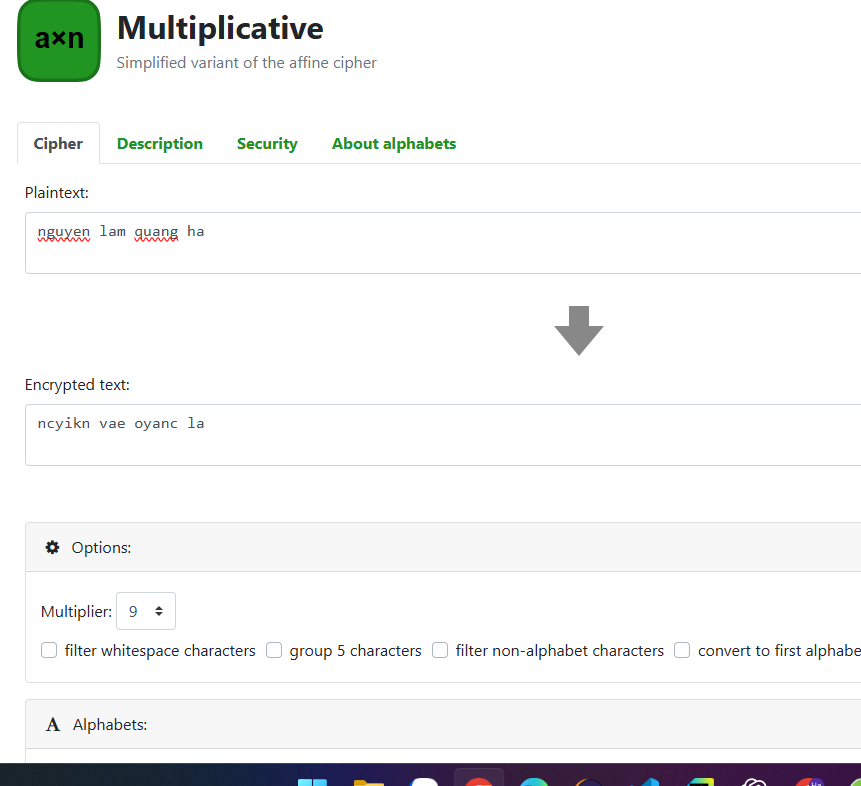 a×n
Multiplicative
Simplified variant of the affine cipher
Cipher Description Security About alphabets
Plaintext:
nguyen lam quang ha
Encrypted text:
ncyikn vae oyanc la
Options:
Multiplier: 9
filter whitespace characters group 5 characters filter non-alphabet characters convert to first alphabe
A Alphabets: